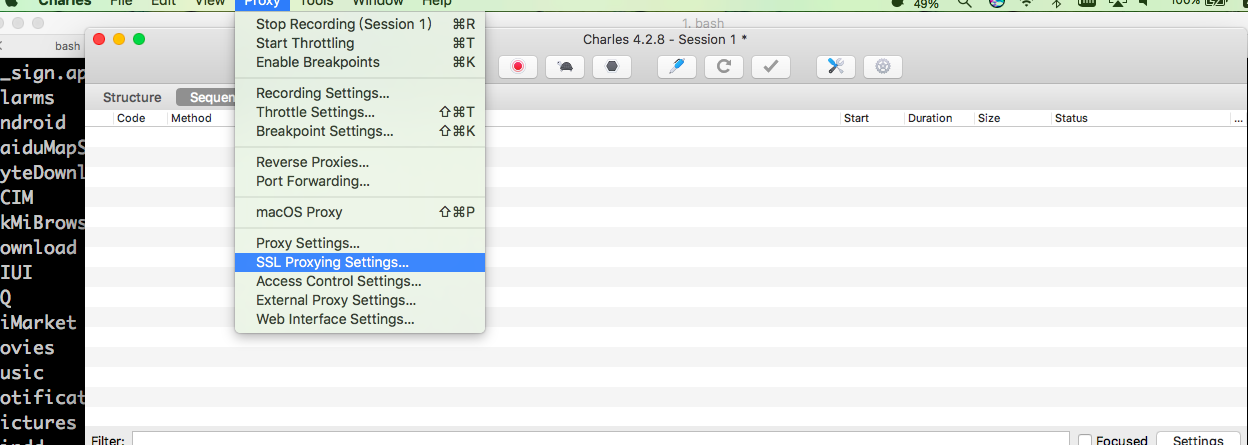 Charles File Edit View Proxy Tools Window Help 49% 100%
1. bash
bash
Charles 4.2.8 - Session 1 *
Stop Recording (Session 1) ⌘R
Start Throttling ⌘T
Enable Breakpoints ⌘K
Recording Settings...
Throttle Settings... ⇧⌘T
Breakpoint Settings... ⇧⌘K
Reverse Proxies...
Port Forwarding...
macOS Proxy ⇧⌘P
Proxy Settings...
SSL Proxying Settings...
Access Control Settings...
External Proxy Settings...
Web Interface Settings...
Structure Sequen
Code Method Start Duration Size Status ...
_sign.ap
larms
ndroid
aiduMapS
yteDownl
CIM
kMiBrows
ownload
IUI
Q
iMarket
ovies
usic
otificat
ictures
Filter: Focused Settings